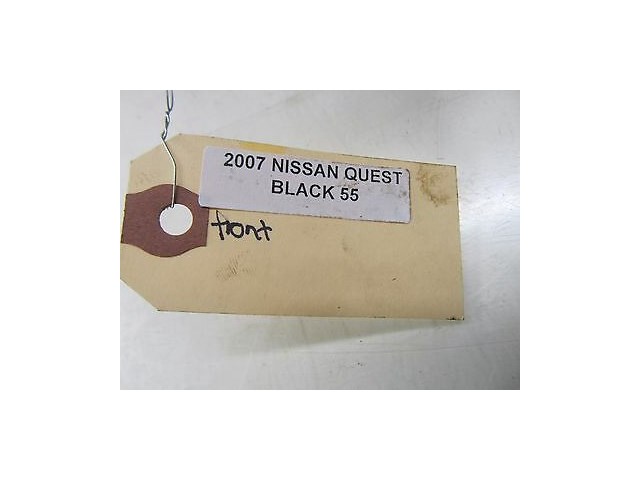 2007 NISSAN QUEST
BLACK 55
front